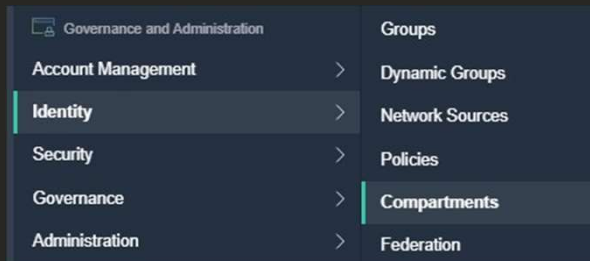 Governance and Administration
Account Management
Identity
Security
Governance
Administration
Groups
Dynamic Groups
Network Sources
Policies
Compartments
Federation